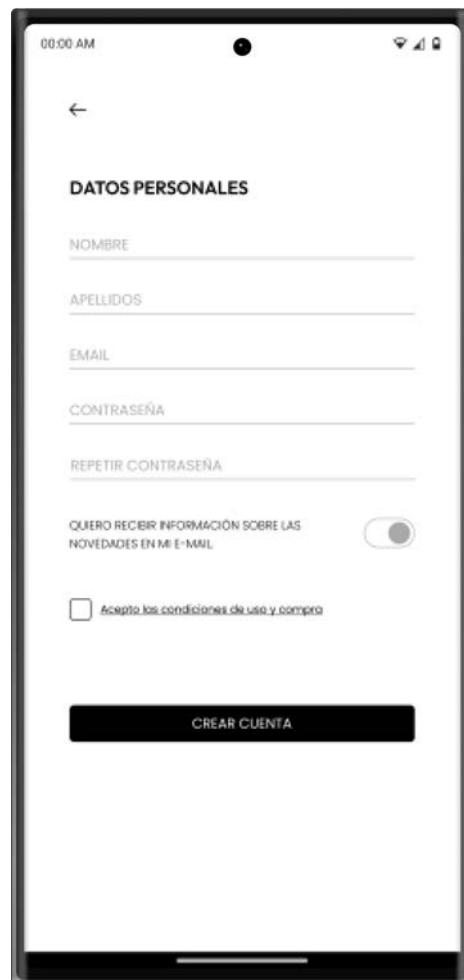 00:00 AM
DATOS PERSONALES
NOMBRE
APELLIDOS
EMAIL
CONTRASEÑA
REPETIR CONTRASEÑA
QUIERO RECIBIR INFORMACIÓN SOBRE LAS
NOVEDADES EN MI E-MAIL
Acepto las condiciones de uso y compra
CREAR CUENTA